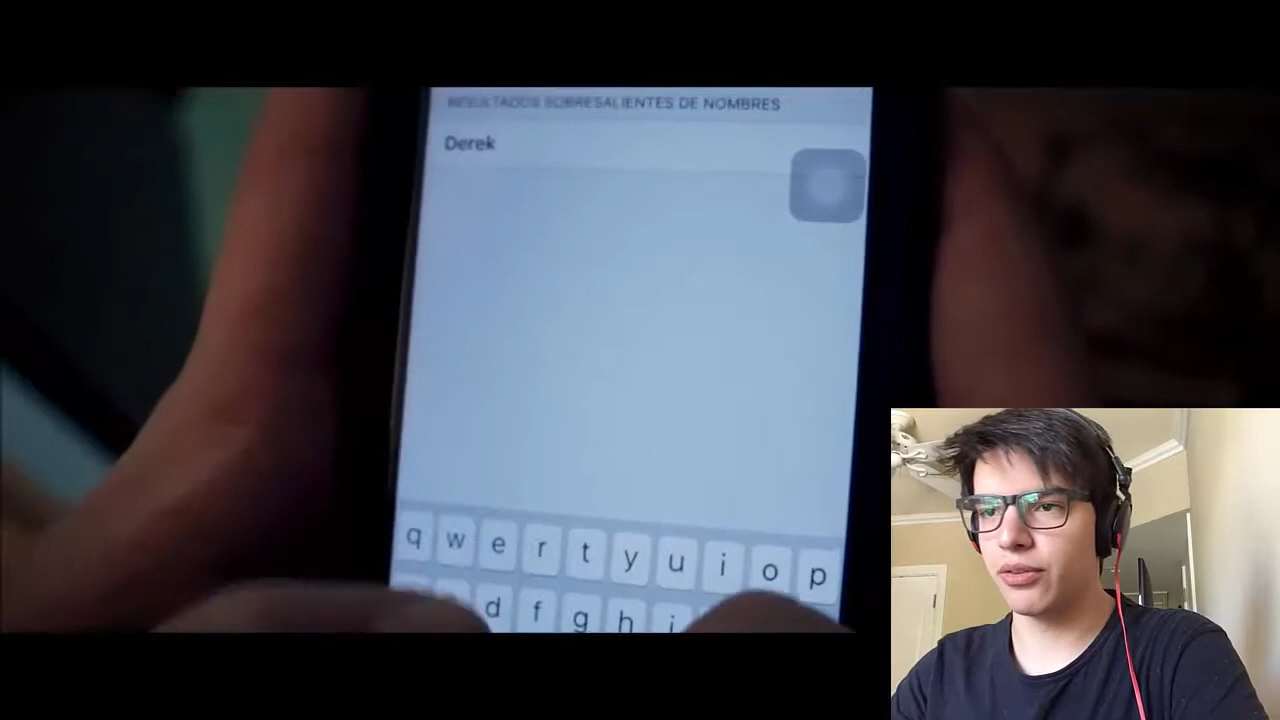 RESULTADOS SOBRESALIENTES DE NOMBRES
Derek
q w e r t y u i o p
d f g h j